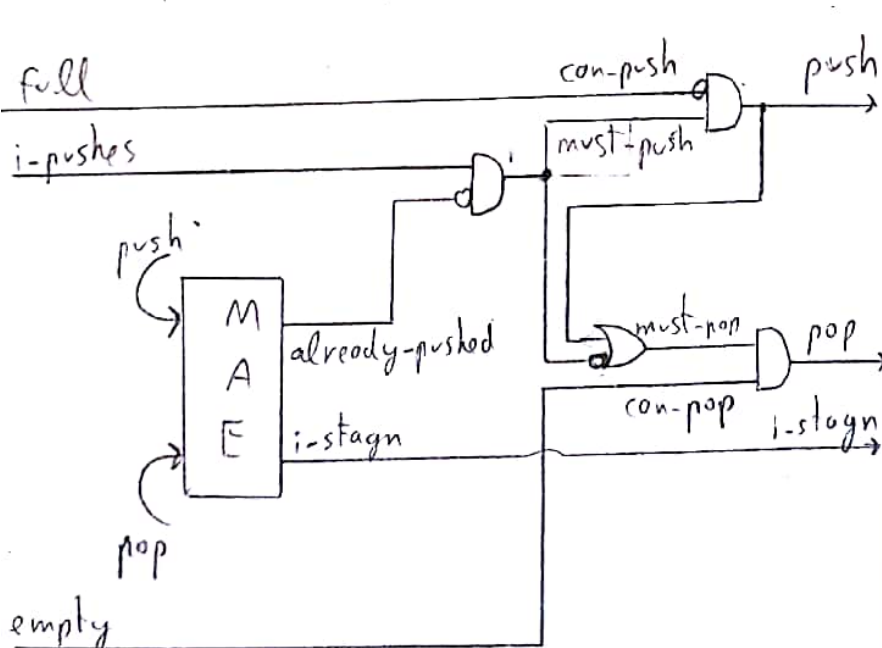 full
con-push
push
i-pushes
must-push
push
M
A
E
already-pushed
must-pop
pop
con-pop
i-stagn
i-stagn
pop
empty